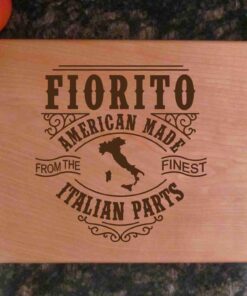 FIORITO
AMERICAN MADE
FROM THE FINEST
ITALIAN PARTS